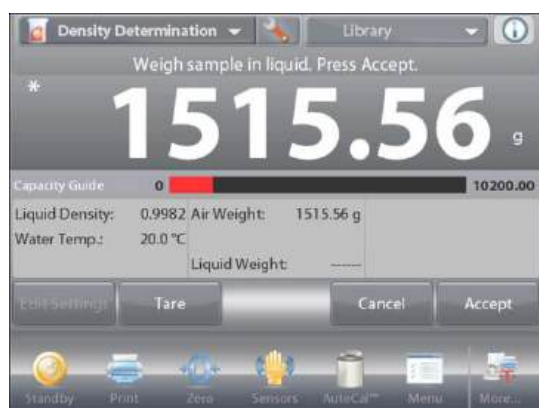 Density Determination Library
Weigh sample in liquid. Press Accept.
* 1515.56 g
Capacity Guide 0 10200.00
Liquid Density: 0.9982 Air Weight: 1515.56 g
Water Temp.: 20.0 °C
Liquid Weight: ------
Edit Settings Tare Cancel Accept
Standby Print Zero Sensors AutoCal™ Menu More...